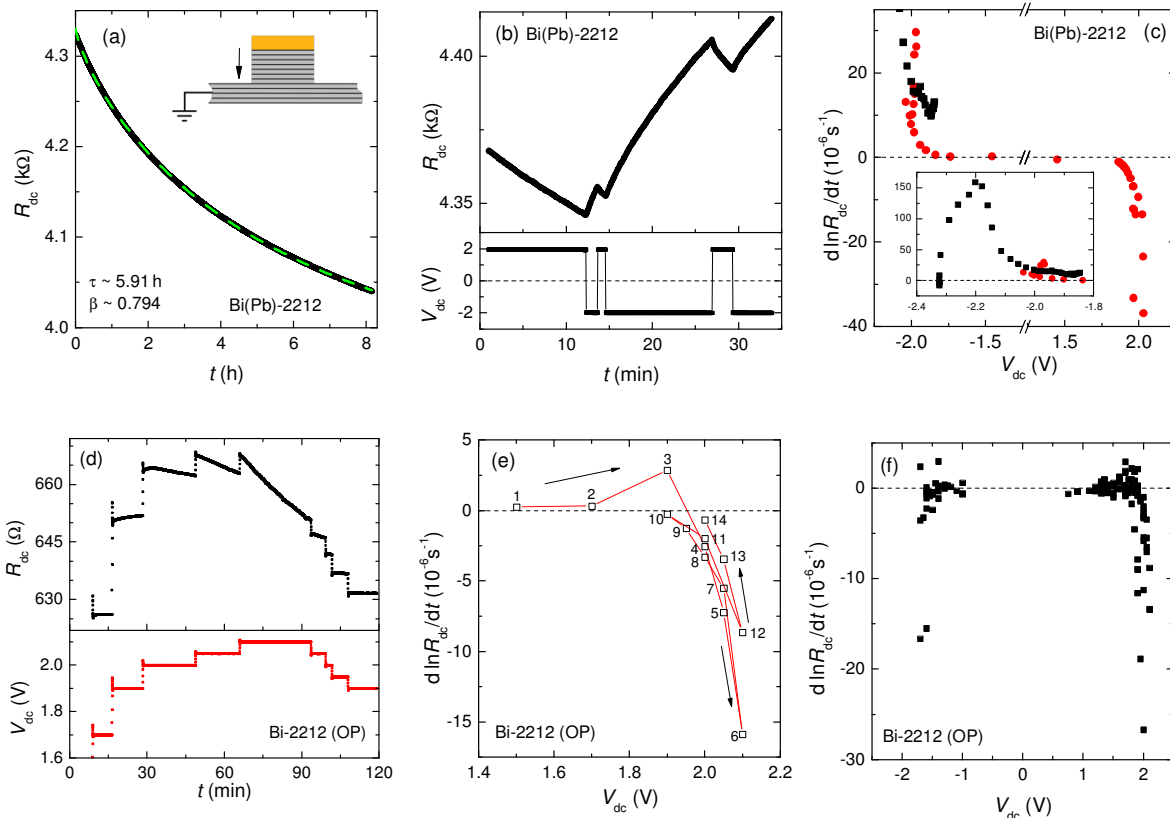 (a)
4.3
4.2
4.1
4.0
R_dc (kΩ)
τ ~ 5.91 h
β ~ 0.794
Bi(Pb)-2212
0 2 4 6 8
t (h)
(b) Bi(Pb)-2212
4.40
4.35
R_dc (kΩ)
2
0
-2
V_dc (V)
0 10 20 30
t (min)
Bi(Pb)-2212 (c)
20
0
-20
-40
d lnR_dc/dt (10⁻⁶s⁻¹)
150
100
50
0
-2.4 -2.2 -2.0 -1.8
-2.0 -1.5 1.5 2.0
V_dc (V)
(d)
660
645
630
R_dc (Ω)
2.0
1.8
1.6
V_dc (V)
Bi-2212 (OP)
0 30 60 90 120
t (min)
(e)
5
0
-5
-10
-15
d lnR_dc/dt (10⁻⁶s⁻¹)
1 2 3
10 14
9 11
4 13
8
7
5
12
6
Bi-2212 (OP)
1.4 1.6 1.8 2.0 2.2
V_dc (V)
(f)
0
-10
-20
-30
d lnR_dc/dt (10⁻⁶s⁻¹)
Bi-2212 (OP)
-2 -1 0 1 2
V_dc (V)